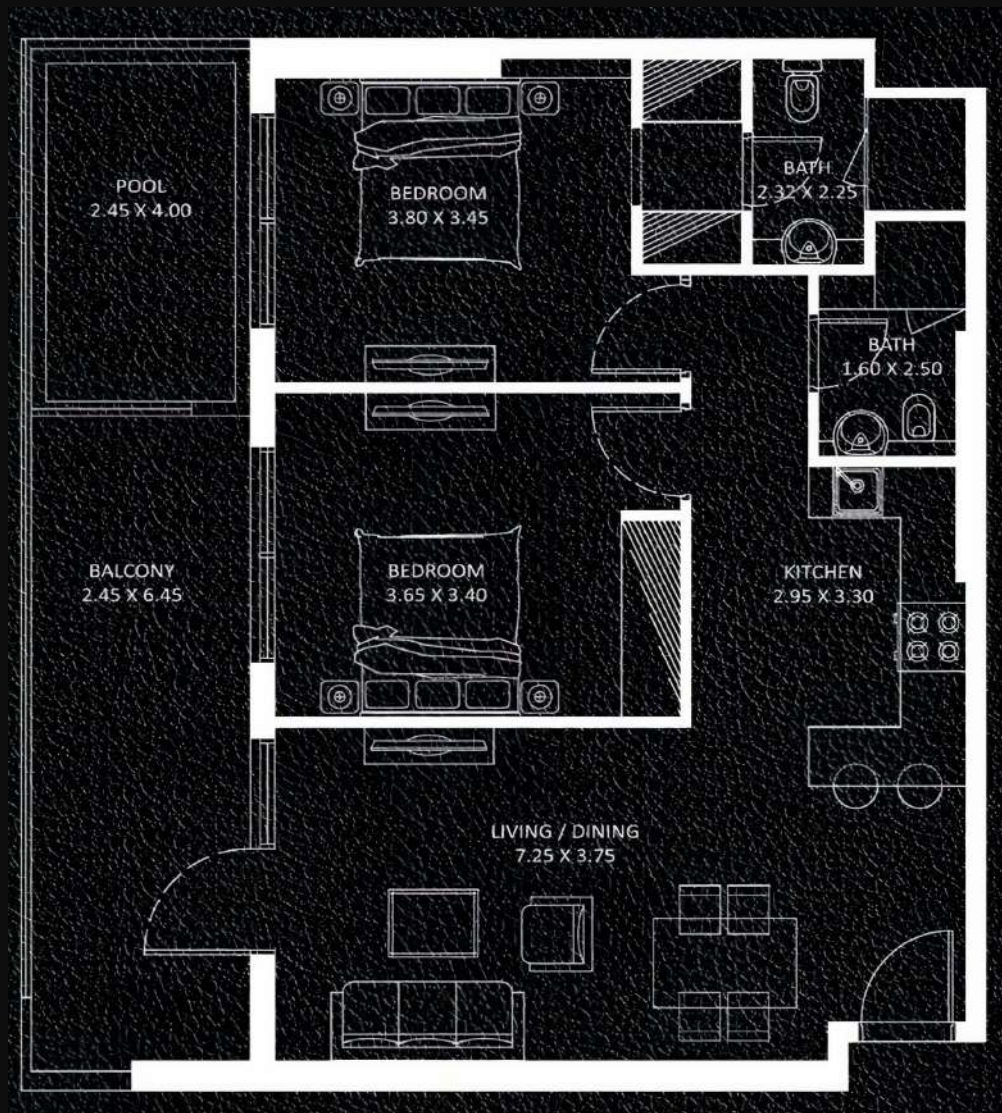 POOL
2.45 X 4.00
BEDROOM
3.80 X 3.45
BATH
2.32 X 2.25
BATH
1.60 X 2.50
BALCONY
2.45 X 6.45
BEDROOM
3.65 X 3.40
KITCHEN
2.95 X 3.30
LIVING / DINING
7.25 X 3.75